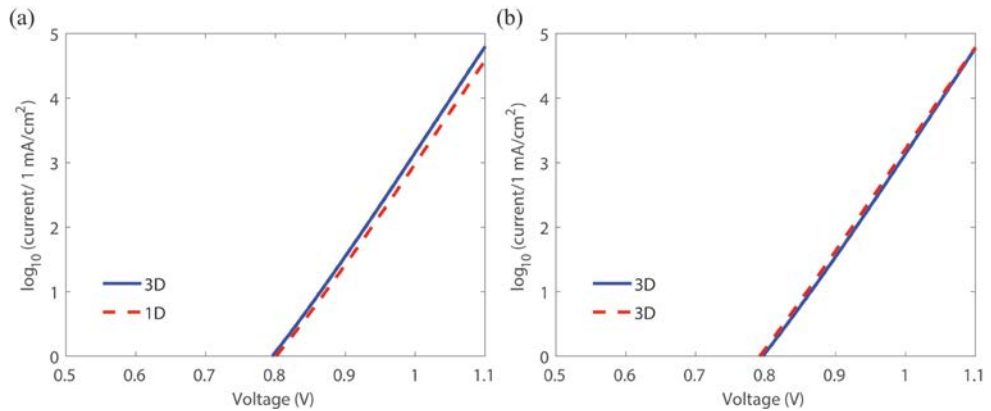 (a)
5
4
3
2
1
0
log10 (current/ 1 mA/cm2)
3D
1D
0.5 0.6 0.7 0.8 0.9 1 1.1
Voltage (V)
(b)
5
4
3
2
1
0
log10 (current/1 mA/cm2)
3D
3D
0.5 0.6 0.7 0.8 0.9 1 1.1
Voltage (V)